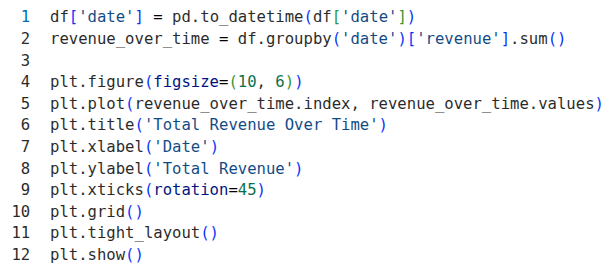 1 df['date'] = pd.to_datetime(df['date'])
2 revenue_over_time = df.groupby('date')['revenue'].sum()
3
4 plt.figure(figsize=(10, 6))
5 plt.plot(revenue_over_time.index, revenue_over_time.values)
6 plt.title('Total Revenue Over Time')
7 plt.xlabel('Date')
8 plt.ylabel('Total Revenue')
9 plt.xticks(rotation=45)
10 plt.grid()
11 plt.tight_layout()
12 plt.show()